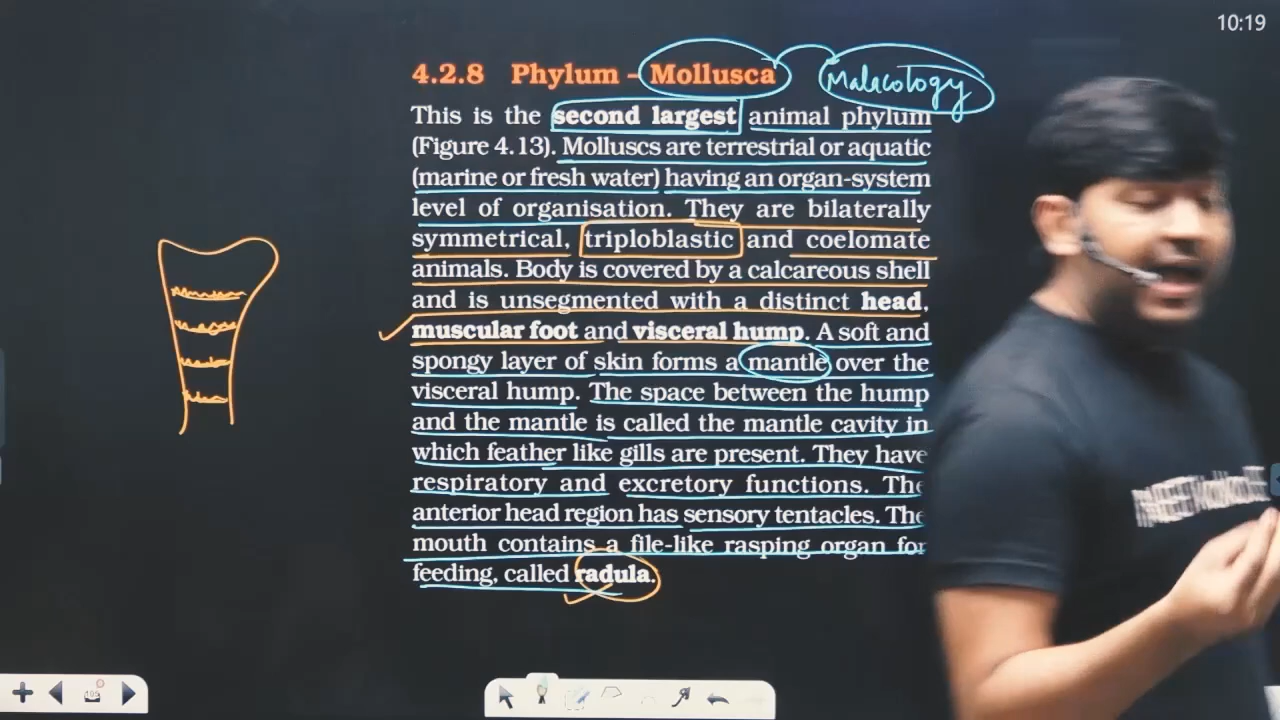 10:19
4.2.8 Phylum - Mollusca Malacology
This is the second largest animal phylum
(Figure 4.13). Molluscs are terrestrial or aquatic
(marine or fresh water) having an organ-system
level of organisation. They are bilaterally
symmetrical, triploblastic and coelomate
animals. Body is covered by a calcareous shell
and is unsegmented with a distinct head,
muscular foot and visceral hump. A soft and
spongy layer of skin forms a mantle over the
visceral hump. The space between the hump
and the mantle is called the mantle cavity in
which feather like gills are present. They have
respiratory and excretory functions. The
anterior head region has sensory tentacles. The
mouth contains a file-like rasping organ for
feeding, called radula.